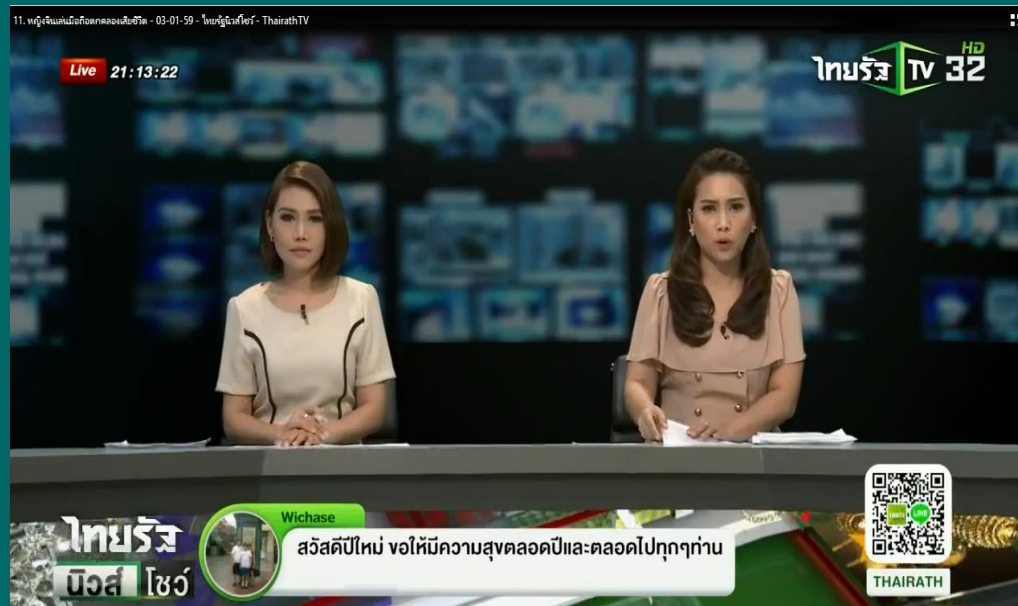 11. หญิงจีนเล่นมือถือตกคลองเสียชีวิต - 03-01-59 - ไทยรัฐนิวส์โชว์ - ThairathTV
Live 21:13:22
ไทยรัฐ TV HD 32
Wichase
สวัสดีปีใหม่ ขอให้มีความสุขตลอดปีและตลอดไปทุกๆท่าน
ไทยรัฐ
นิวส์ โชว์
LINE
THAIRATH